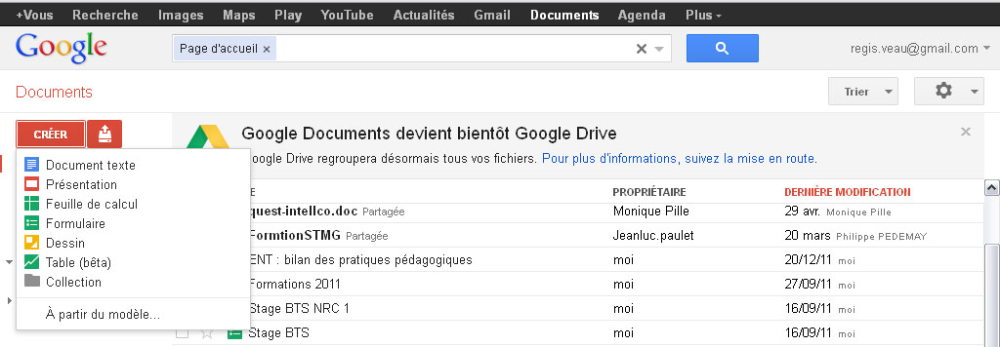 +Vous Recherche Images Maps Play YouTube Actualités Gmail Documents Agenda Plus
Google Page d'accueil × regis.veau@gmail.com
Documents Trier
CRÉER Google Documents devient bientôt Google Drive
oogle Drive regroupera désormais tous vos fichiers. Pour plus d'informations, suivez la mise en route.
Document texte
Présentation
Feuille de calcul
Formulaire
Dessin
Table (bêta)
Collection
À partir du modèle...
E PROPRIÉTAIRE DERNIÈRE MODIFICATION
quest-intellco.doc Partagée Monique Pille 29 avr. Monique Pille
FormtionSTMG Partagée Jeanluc.paulet 20 mars Philippe PEDEMAY
ENT : bilan des pratiques pédagogiques moi 20/12/11 moi
Formations 2011 moi 27/09/11 moi
Stage BTS NRC 1 moi 16/09/11 moi
Stage BTS moi 16/09/11 moi